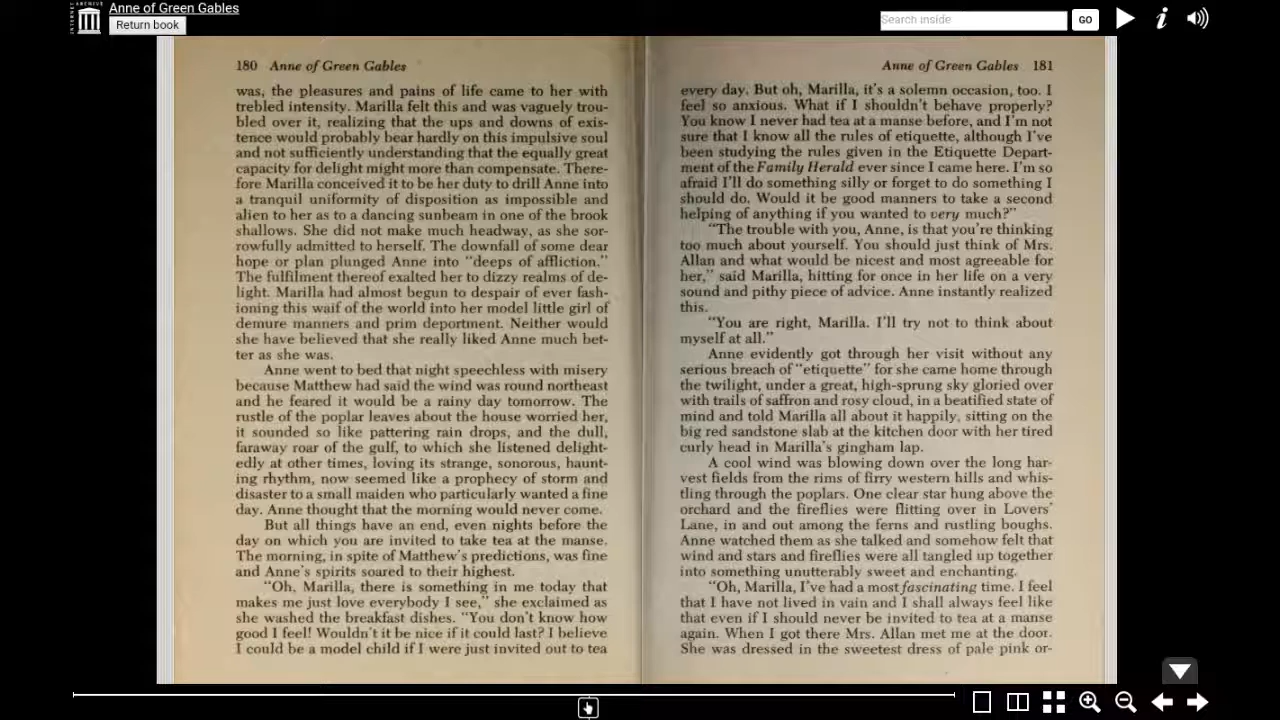 Anne of Green Gables
Return book
INTERNET ARCHIVE
Search inside
GO
180 Anne of Green Gables
was, the pleasures and pains of life came to her with
trebled intensity. Marilla felt this and was vaguely trou-
bled over it, realizing that the ups and downs of exis-
tence would probably bear hardly on this impulsive soul
and not sufficiently understanding that the equally great
capacity for delight might more than compensate. There-
fore Marilla conceived it to be her duty to drill Anne into
a tranquil uniformity of disposition as impossible and
alien to her as to a dancing sunbeam in one of the brook
shallows. She did not make much headway, as she sor-
rowfully admitted to herself. The downfall of some dear
hope or plan plunged Anne into "deeps of affliction."
The fulfilment thereof exalted her to dizzy realms of de-
light. Marilla had almost begun to despair of ever fash-
ioning this waif of the world into her model little girl of
demure manners and prim deportment. Neither would
she have believed that she really liked Anne much bet-
ter as she was.
Anne went to bed that night speechless with misery
because Matthew had said the wind was round northeast
and he feared it would be a rainy day tomorrow. The
rustle of the poplar leaves about the house worried her,
it sounded so like pattering rain drops, and the dull,
faraway roar of the gulf, to which she listened delight-
edly at other times, loving its strange, sonorous, haunt-
ing rhythm, now seemed like a prophecy of storm and
disaster to a small maiden who particularly wanted a fine
day. Anne thought that the morning would never come.
But all things have an end, even nights before the
day on which you are invited to take tea at the manse.
The morning, in spite of Matthew's predictions, was fine
and Anne's spirits soared to their highest.
"Oh, Marilla, there is something in me today that
makes me just love everybody I see," she exclaimed as
she washed the breakfast dishes. "You don't know how
good I feel! Wouldn't it be nice if it could last? I believe
I could be a model child if I were just invited out to tea
Anne of Green Gables 181
every day. But oh, Marilla, it's a solemn occasion, too. I
feel so anxious. What if I shouldn't behave properly?
You know I never had tea at a manse before, and I'm not
sure that I know all the rules of etiquette, although I've
been studying the rules given in the Etiquette Depart-
ment of the Family Herald ever since I came here. I'm so
afraid I'll do something silly or forget to do something I
should do. Would it be good manners to take a second
helping of anything if you wanted to very much?"
"The trouble with you, Anne, is that you're thinking
too much about yourself. You should just think of Mrs.
Allan and what would be nicest and most agreeable for
her," said Marilla, hitting for once in her life on a very
sound and pithy piece of advice. Anne instantly realized
this.
"You are right, Marilla. I'll try not to think about
myself at all."
Anne evidently got through her visit without any
serious breach of "etiquette" for she came home through
the twilight, under a great, high-sprung sky gloried over
with trails of saffron and rosy cloud, in a beatified state of
mind and told Marilla all about it happily, sitting on the
big red sandstone slab at the kitchen door with her tired
curly head in Marilla's gingham lap.
A cool wind was blowing down over the long har-
vest fields from the rims of firry western hills and whis-
tling through the poplars. One clear star hung above the
orchard and the fireflies were flitting over in Lovers'
Lane, in and out among the ferns and rustling boughs.
Anne watched them as she talked and somehow felt that
wind and stars and fireflies were all tangled up together
into something unutterably sweet and enchanting.
"Oh, Marilla, I've had a most fascinating time. I feel
that I have not lived in vain and I shall always feel like
that even if I should never be invited to tea at a manse
again. When I got there Mrs. Allan met me at the door.
She was dressed in the sweetest dress of pale pink or-